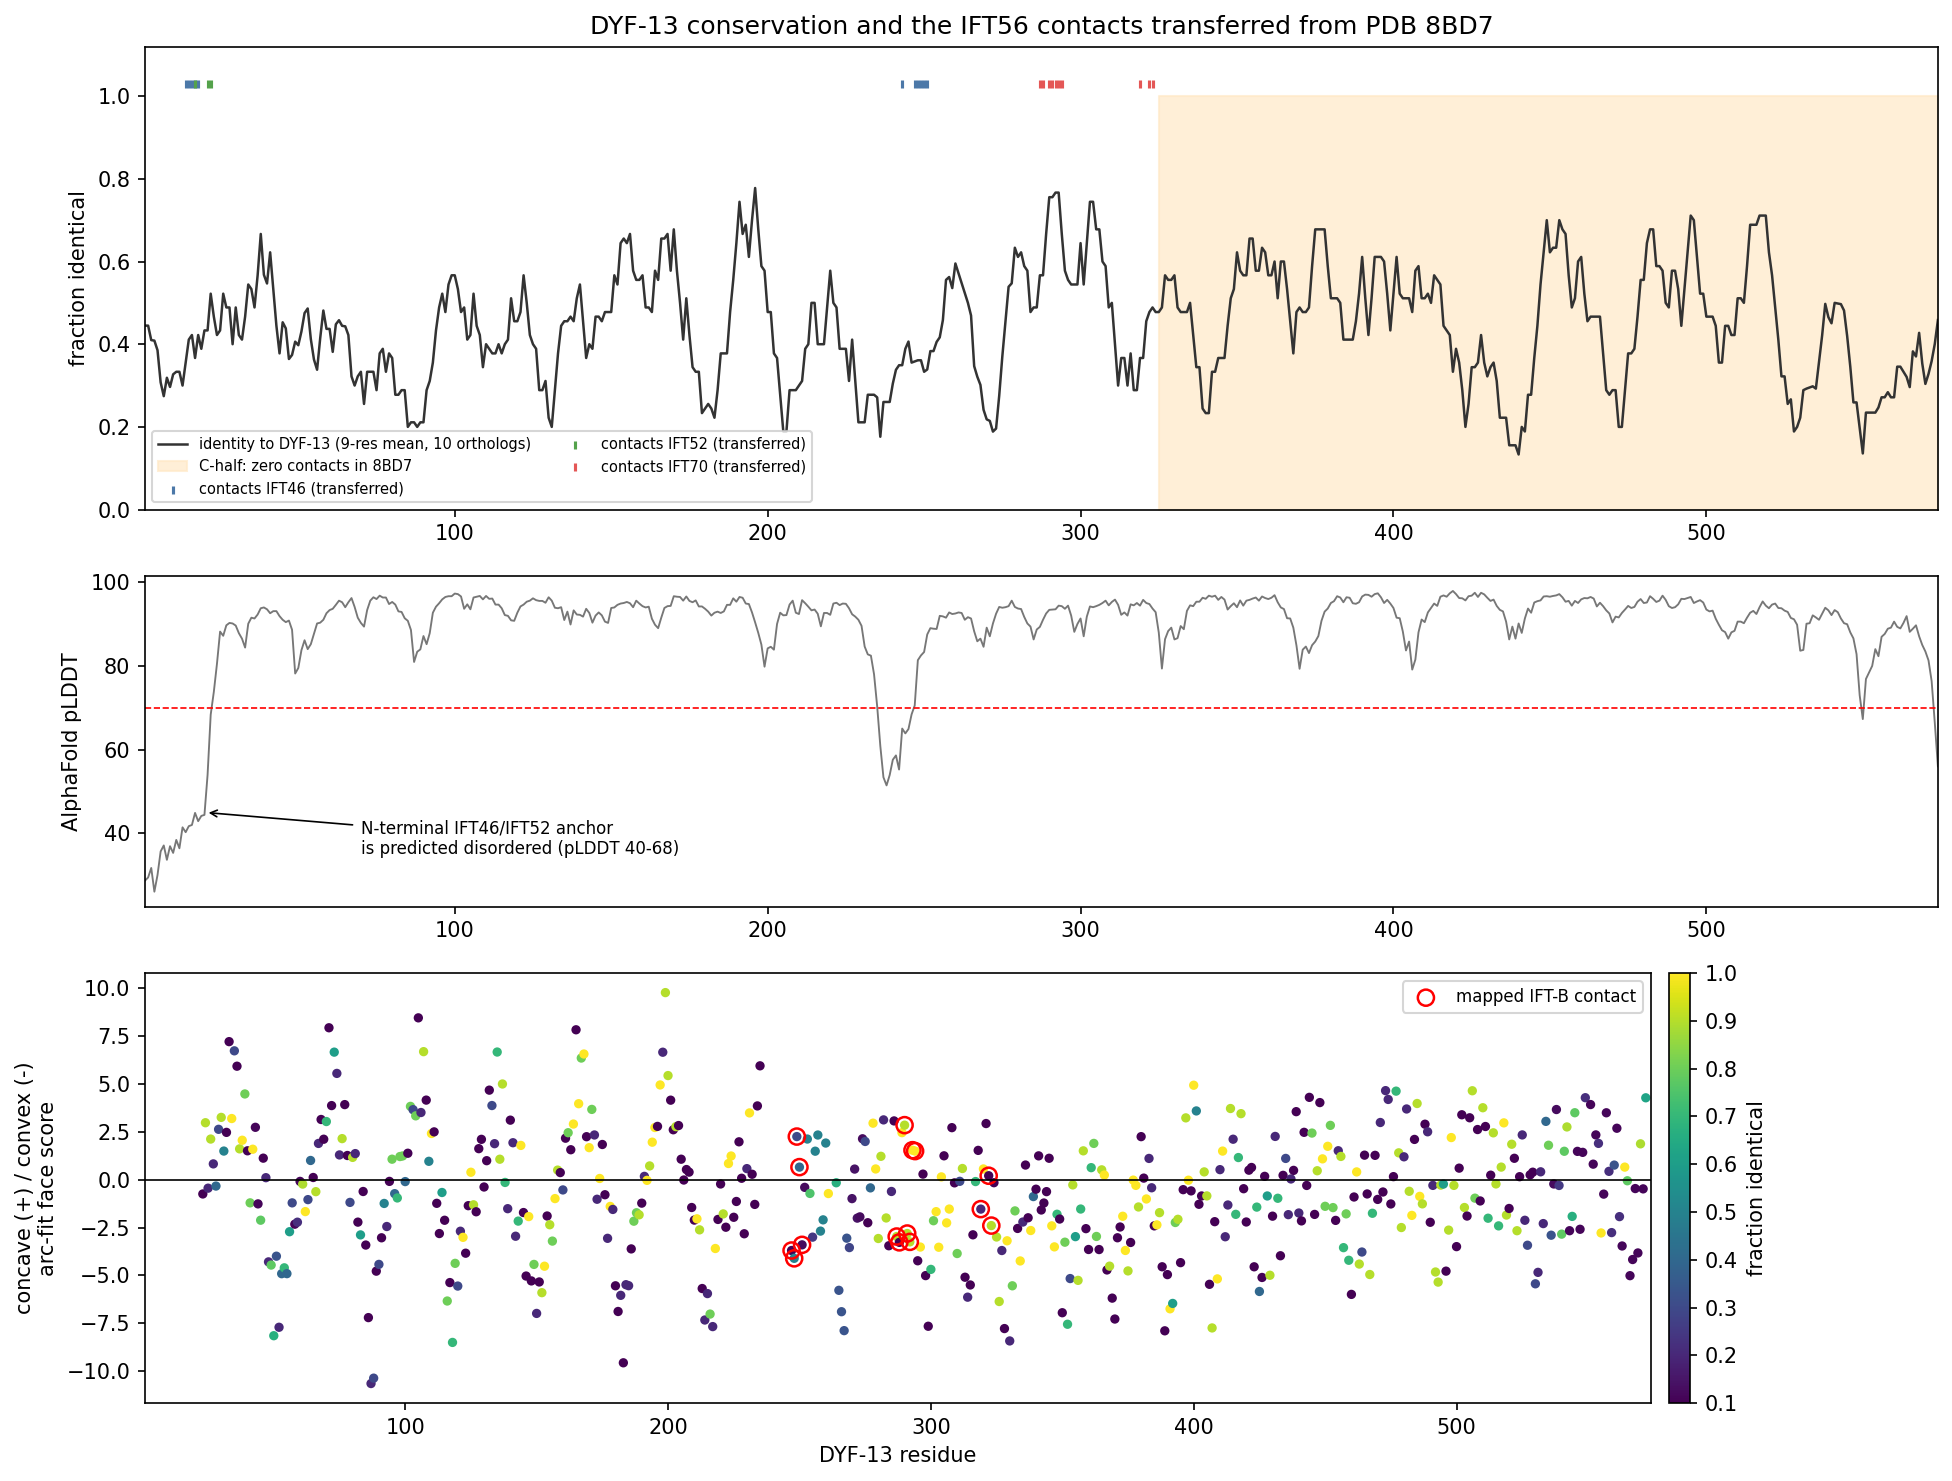 DYF-13 conservation and the IFT56 contacts transferred from PDB 8BD7
fraction identical
1.0
0.8
0.6
0.4
0.2
0.0
identity to DYF-13 (9-res mean, 10 orthologs)
C-half: zero contacts in 8BD7
contacts IFT46 (transferred)
contacts IFT52 (transferred)
contacts IFT70 (transferred)
100
200
300
400
500
AlphaFold pLDDT
100
80
60
40
N-terminal IFT46/IFT52 anchor
is predicted disordered (pLDDT 40-68)
100
200
300
400
500
concave (+) / convex (-)
arc-fit face score
10.0
7.5
5.0
2.5
0.0
−2.5
−5.0
−7.5
−10.0
mapped IFT-B contact
100
200
300
400
500
DYF-13 residue
1.0
0.9
0.8
0.7
0.6
0.5
0.4
0.3
0.2
0.1
fraction identical